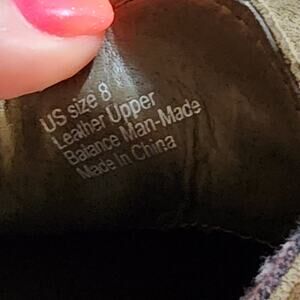 US size 8
Leather Upper
Balance Man-Made
Made In China